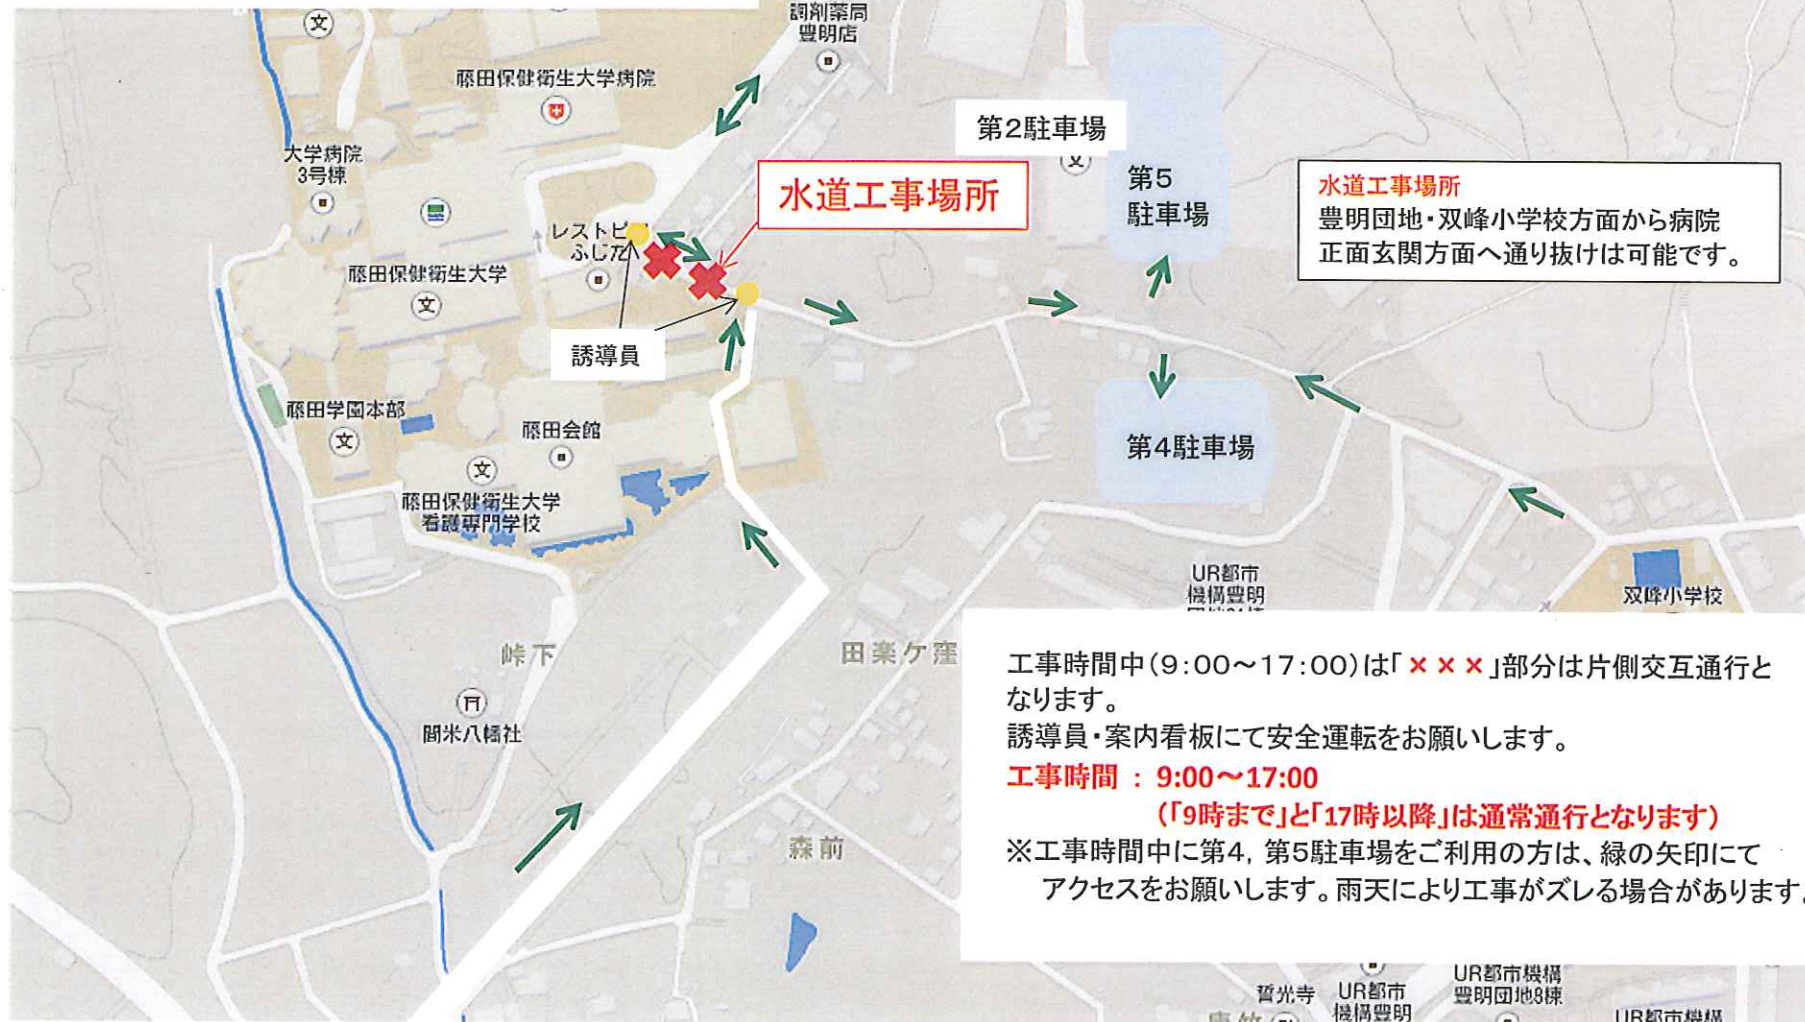 文
調剤薬局
豊明店
藤田保健衛生大学病院
第2駐車場
文
大学病院
3号棟
第5
駐車場
水道工事場所
水道工事場所
豊明団地・双峰小学校方面から病院
正面玄関方面へ通り抜けは可能です。
レストピ
ふじた
藤田保健衛生大学
文
誘導員
藤田学園本部
文
藤田会館
第4駐車場
文
藤田保健衛生大学
看護専門学校
UR都市
機構豊明
双峰小学校
峠下
田楽ケ窪
間米八幡社
工事時間中(9:00～17:00)は「×××」部分は片側交互通行と
なります。
誘導員・案内看板にて安全運転をお願いします。
工事時間 : 9:00～17:00
(「9時まで」と「17時以降」は通常通行となります)
※工事時間中に第4, 第5駐車場をご利用の方は、緑の矢印にて
アクセスをお願いします。雨天により工事がズレる場合があります。
森前
誓光寺
UR都市
機構豊明
UR都市機構
豊明団地8棟
UR都市機構